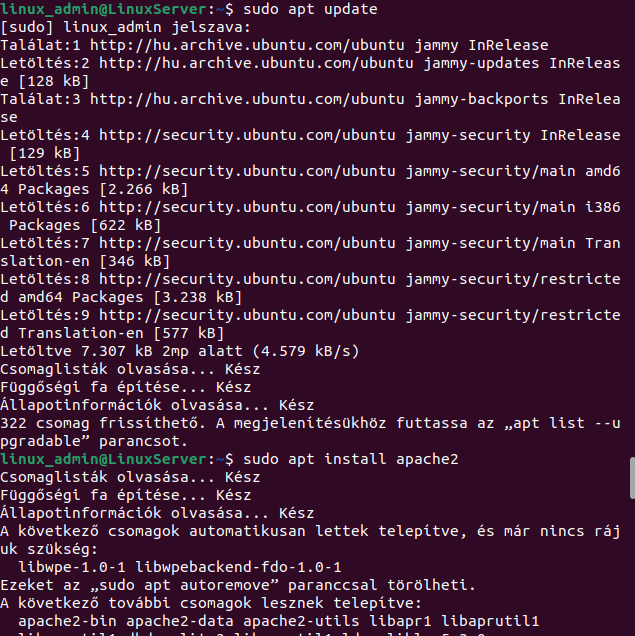 linux_admin@LinuxServer:~$ sudo apt update
[sudo] linux_admin jelszava:
Találat:1 http://hu.archive.ubuntu.com/ubuntu jammy InRelease
Letöltés:2 http://hu.archive.ubuntu.com/ubuntu jammy-updates InReleas
e [128 kB]
Találat:3 http://hu.archive.ubuntu.com/ubuntu jammy-backports InRelea
se
Letöltés:4 http://security.ubuntu.com/ubuntu jammy-security InRelease
 [129 kB]
Letöltés:5 http://security.ubuntu.com/ubuntu jammy-security/main amd6
4 Packages [2.266 kB]
Letöltés:6 http://security.ubuntu.com/ubuntu jammy-security/main i386
 Packages [622 kB]
Letöltés:7 http://security.ubuntu.com/ubuntu jammy-security/main Tran
slation-en [346 kB]
Letöltés:8 http://security.ubuntu.com/ubuntu jammy-security/restricte
d amd64 Packages [3.238 kB]
Letöltés:9 http://security.ubuntu.com/ubuntu jammy-security/restricte
d Translation-en [577 kB]
Letöltve 7.307 kB 2mp alatt (4.579 kB/s)
Csomaglisták olvasása... Kész
Függőségi fa építése... Kész
Állapotinformációk olvasása... Kész
322 csomag frissíthető. A megjelenítésükhöz futtassa az „apt list --u
pgradable” parancsot.
linux_admin@LinuxServer:~$ sudo apt install apache2
Csomaglisták olvasása... Kész
Függőségi fa építése... Kész
Állapotinformációk olvasása... Kész
A következő csomagok automatikusan lettek telepítve, és már nincs ráj
uk szükség:
  libwpe-1.0-1 libwpebackend-fdo-1.0-1
Ezeket az „sudo apt autoremove” paranccsal törölheti.
A következő további csomagok lesznek telepítve:
  apache2-bin apache2-data apache2-utils libapr1 libaprutil1